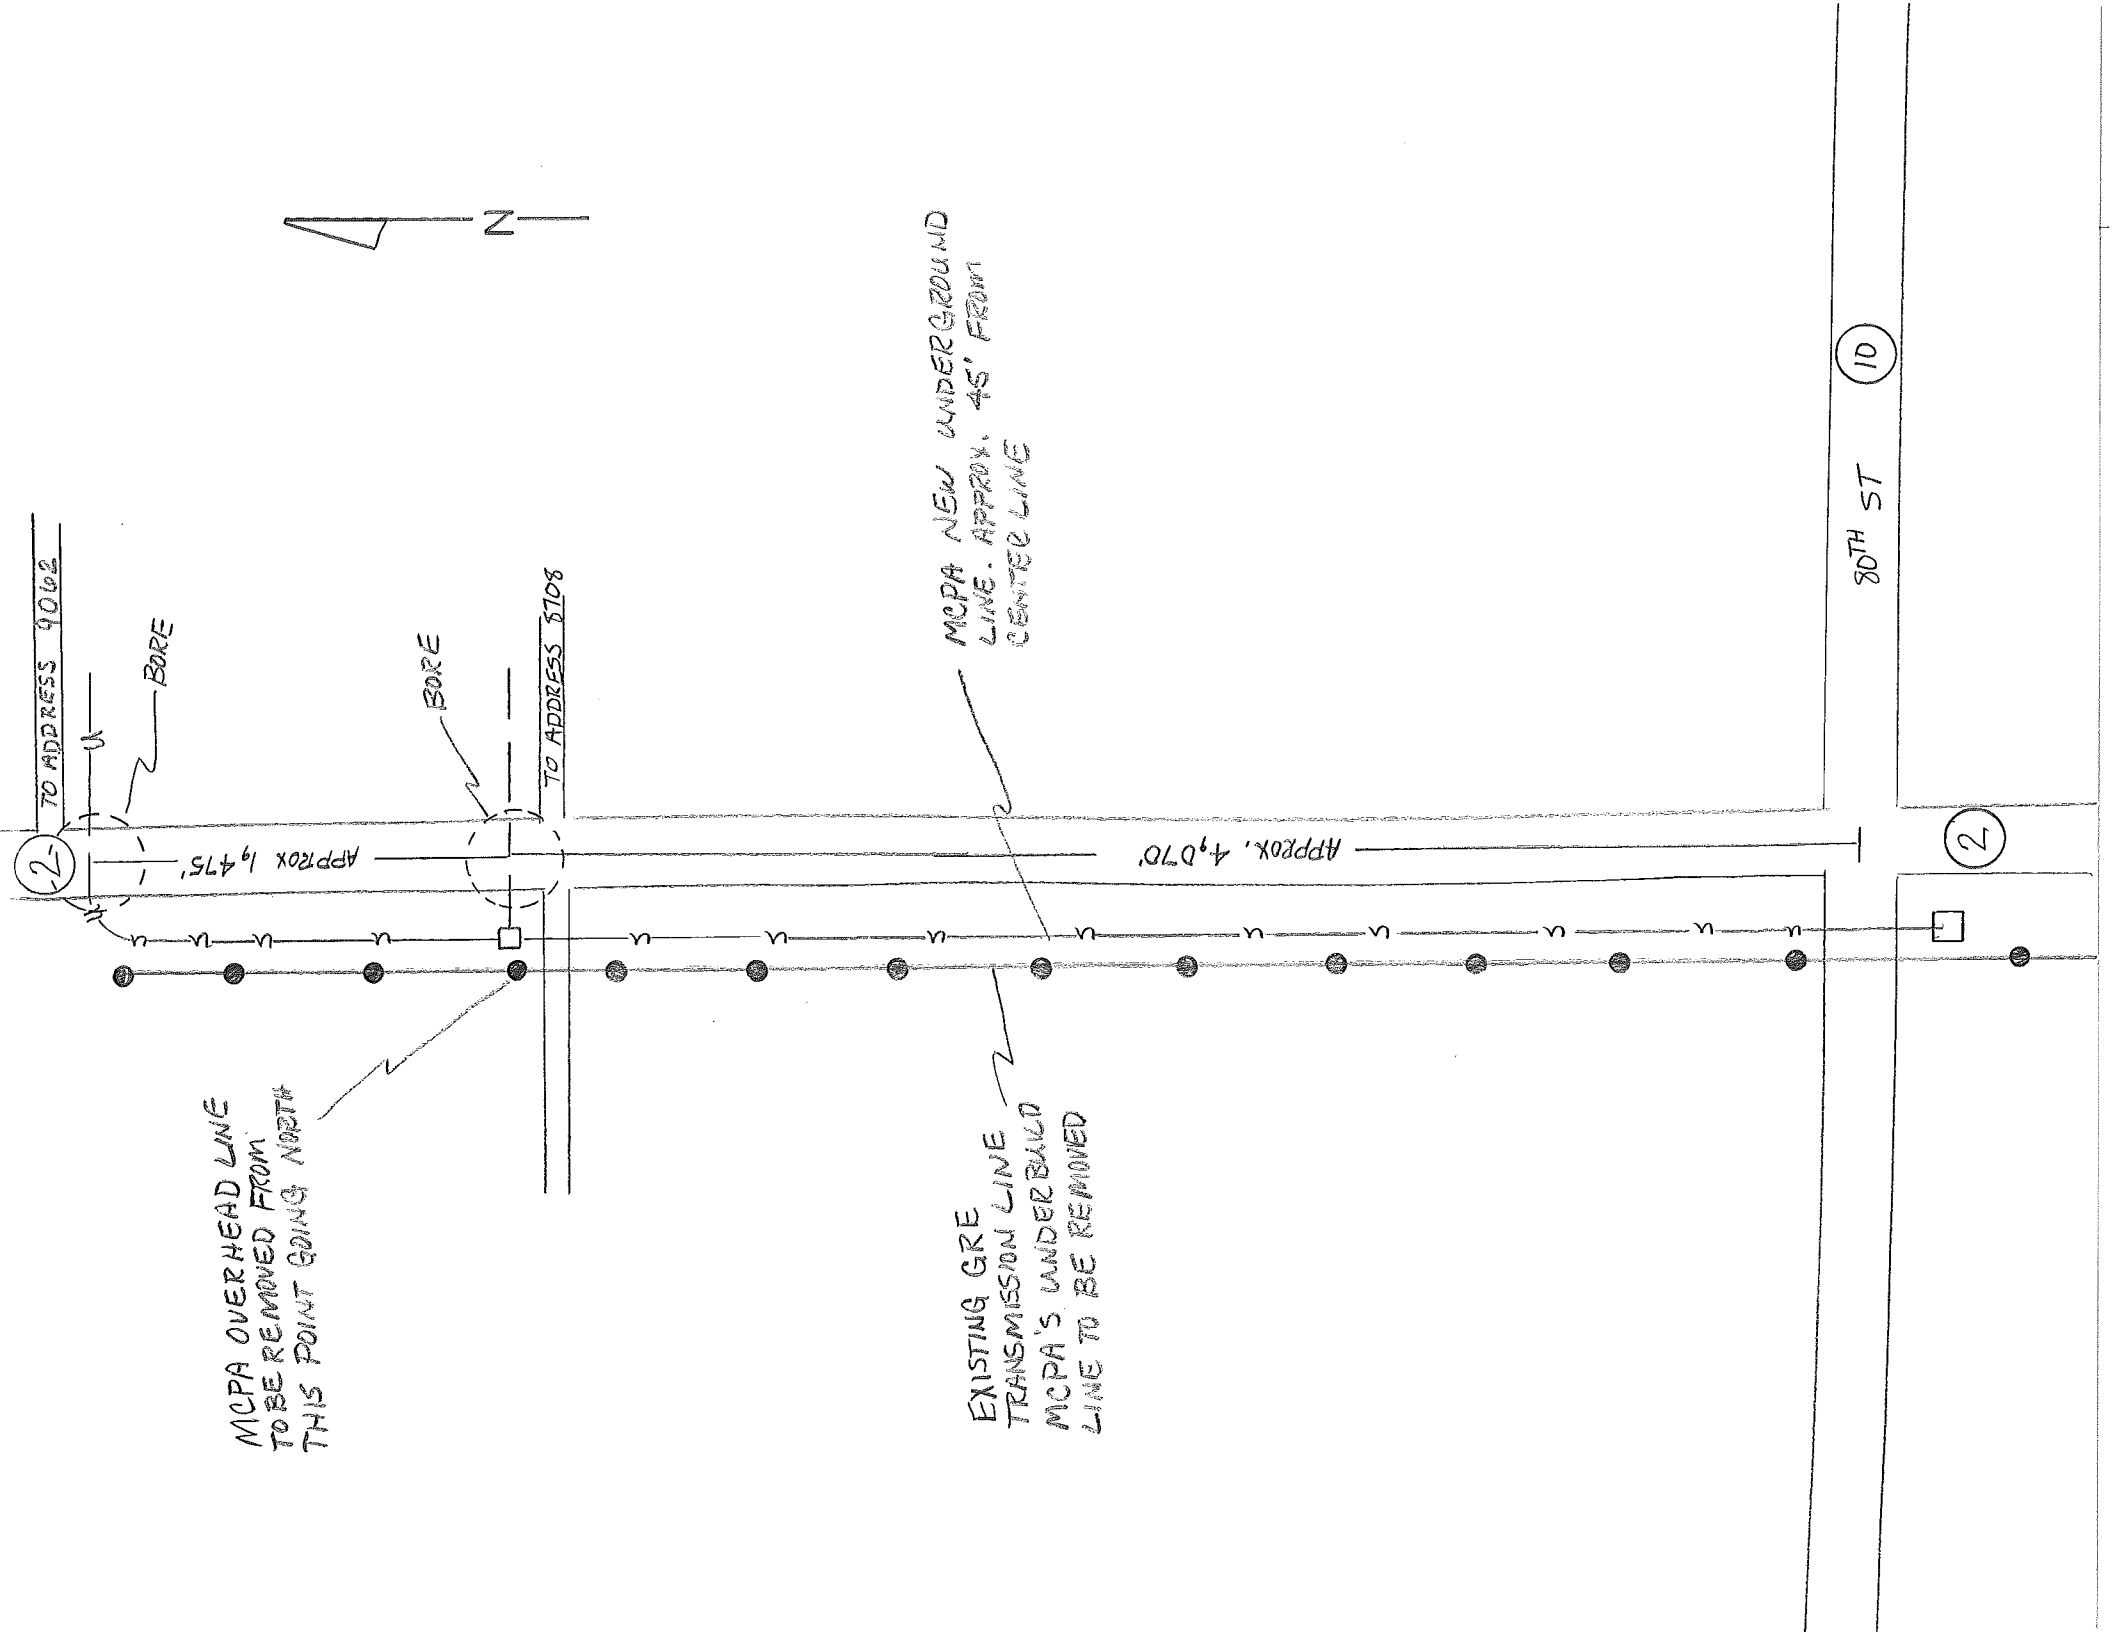 2
TO ADDRESS 9062
u
BORE
APPROX 1,475'
BORE
TO ADDRESS 8708
N
MCPA OVERHEAD LINE
TO BE REMOVED FROM
THIS POINT GOING NORTH
u u u u
u u u u u u u u u
MCPA NEW UNDERGROUND
LINE. APPROX. 45' FROM
CENTER LINE
APPROX. 4,070'
EXISTING GRE
TRANSMISSION LINE
MCPA'S UNDERBUILD
LINE TO BE REMOVED
80TH ST 10
2